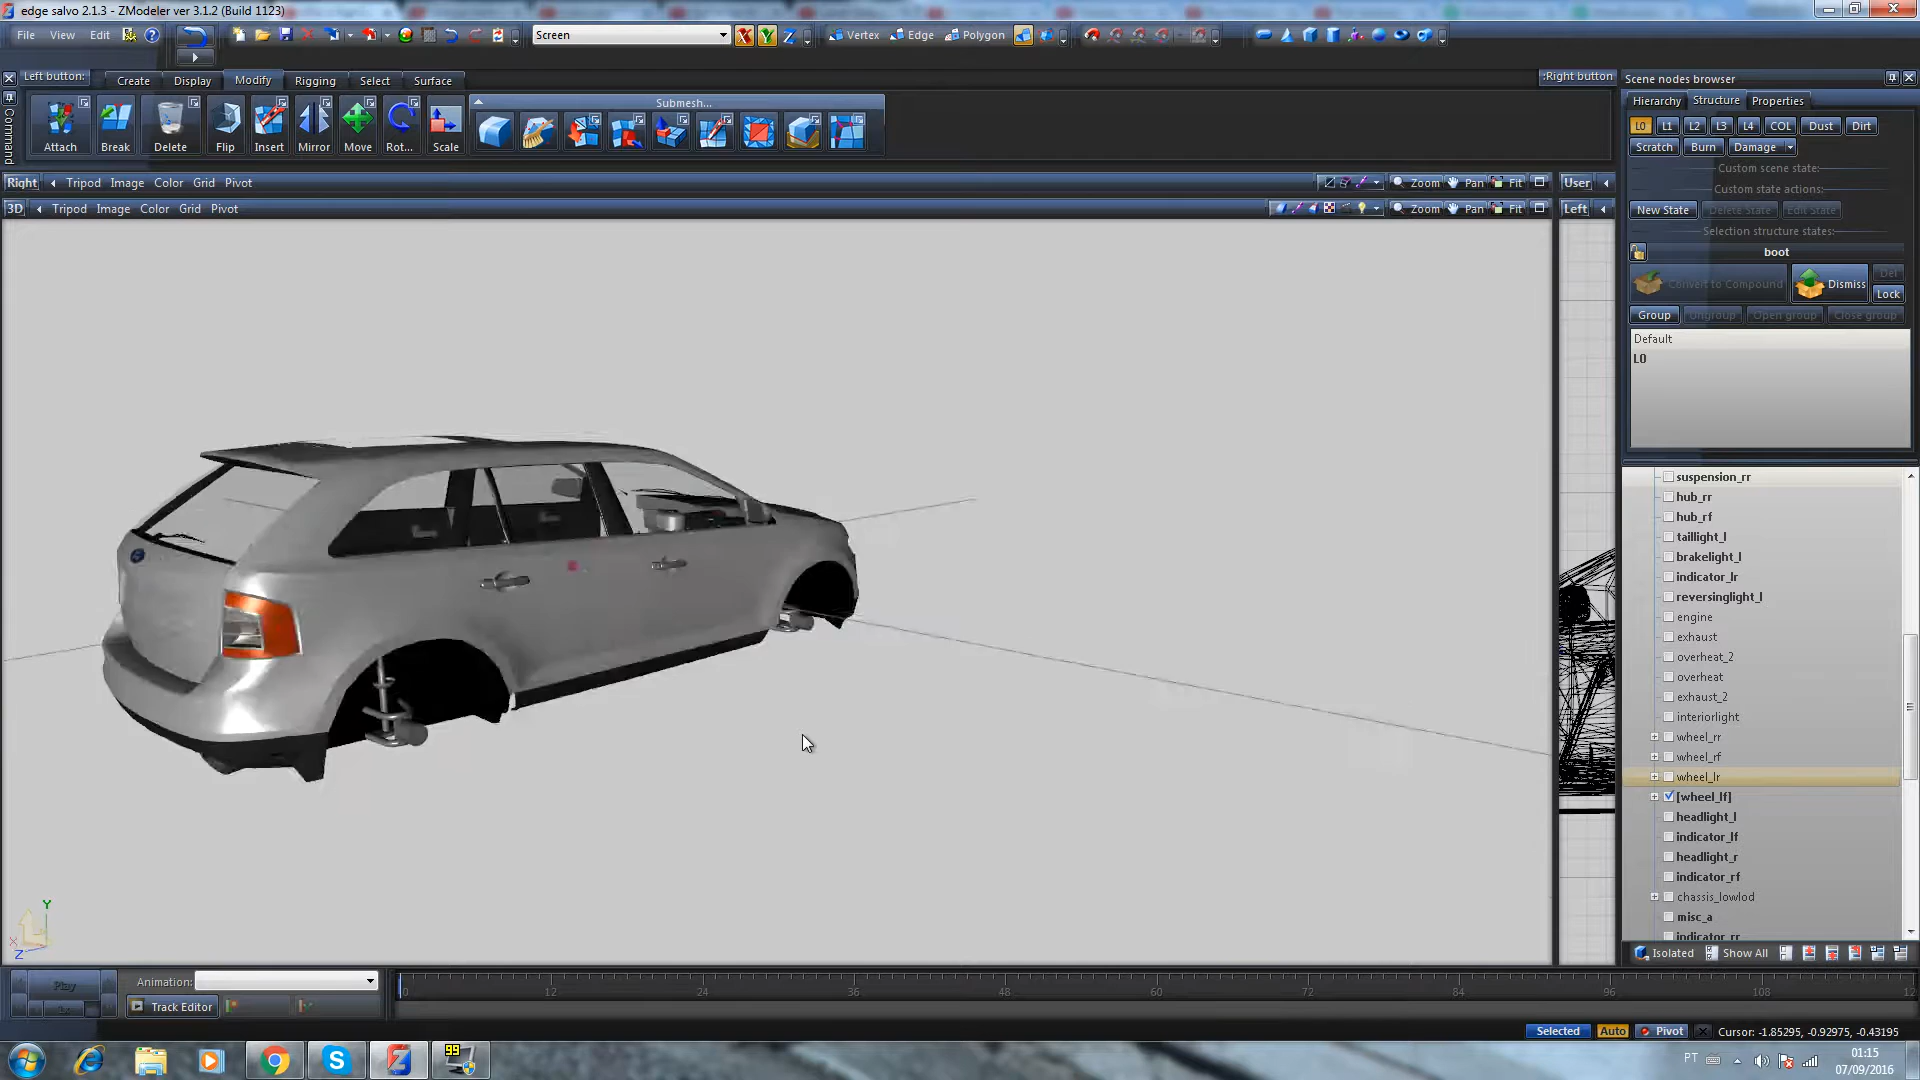 edge salvo 2.1.3 - ZModeler ver 3.1.2 (Build 1123)
File View Edit
Screen
Vertex Edge Polygon
Left button: Create Display Modify Rigging Select Surface
:Right button
Scene nodes browser
Hierarchy Structure Properties
Command
Attach Break Delete Flip Insert Mirror Move Rot... Scale
Submesh...
L0 L1 L2 L3 L4 COL Dust Dirt
Scratch Burn Damage
Custom scene state:
Custom state actions:
New State Delete State Edit State
Selection structure states:
boot
Convert to Compound Dismiss Del
Lock
Group Ungroup Open group Close group
Default
L0
Right Tripod Image Color Grid Pivot Zoom Pan Fit User
3D Tripod Image Color Grid Pivot Zoom Pan Fit Left
suspension_rr
hub_rr
hub_rf
taillight_l
brakelight_l
indicator_lr
reversinglight_l
engine
exhaust
overheat_2
overheat
exhaust_2
interiorlight
wheel_rr
wheel_rf
wheel_lr
[wheel_lf]
headlight_l
indicator_lf
headlight_r
indicator_rf
chassis_lowlod
misc_a
indicator_rr
Isolated Show All
Y
X
Z
Play
Animation:
Track Editor
0 12 24 36 48 60 72 84 96 108 12
Selected Auto Pivot Cursor: -1.85295, -0.92975, -0.43195
99
PT
01:15
07/09/2016